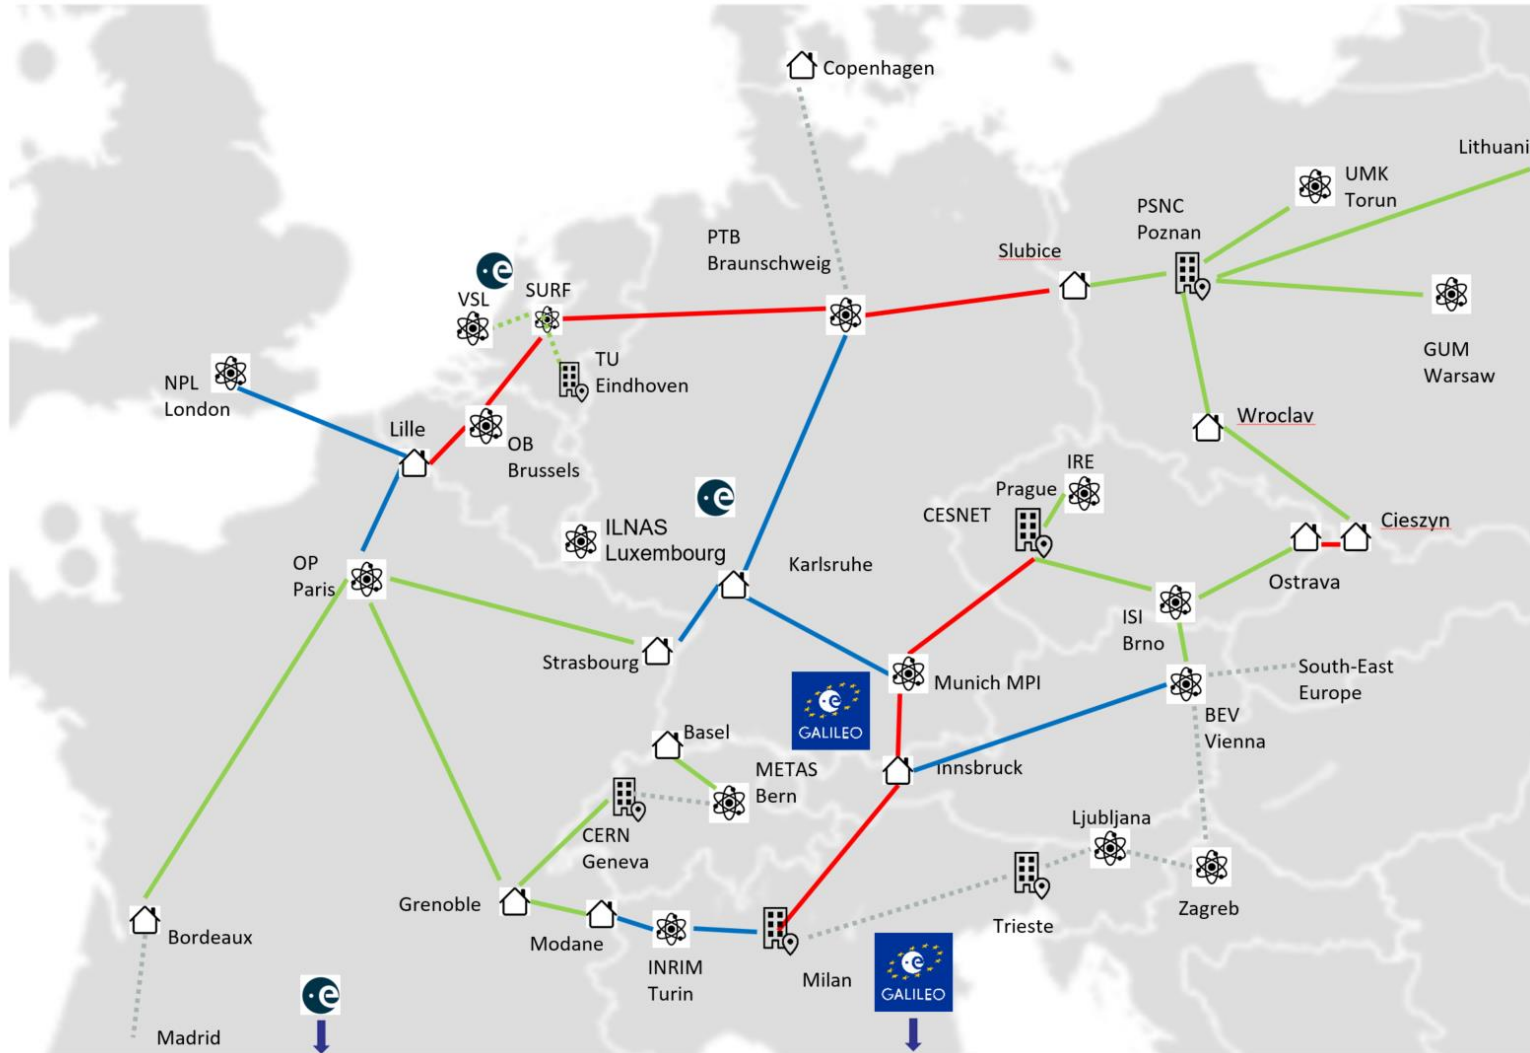 Copenhagen
Lithuani
UMK
Torun
PSNC
Poznan
PTB
Braunschweig
Slubice
VSL
SURF
TU
Eindhoven
NPL
London
GUM
Warsaw
Lille
OB
Brussels
Wroclav
IRE
Prague
CESNET
Cieszyn
ILNAS
Luxembourg
OP
Paris
Karlsruhe
Ostrava
ISI
Brno
Strasbourg
Munich MPI
South-East
Europe
GALILEO
BEV
Vienna
Basel
METAS
Bern
Innsbruck
CERN
Geneva
Ljubljana
Grenoble
Modane
Bordeaux
Trieste
Zagreb
INRIM
Turin
Milan
GALILEO
Madrid